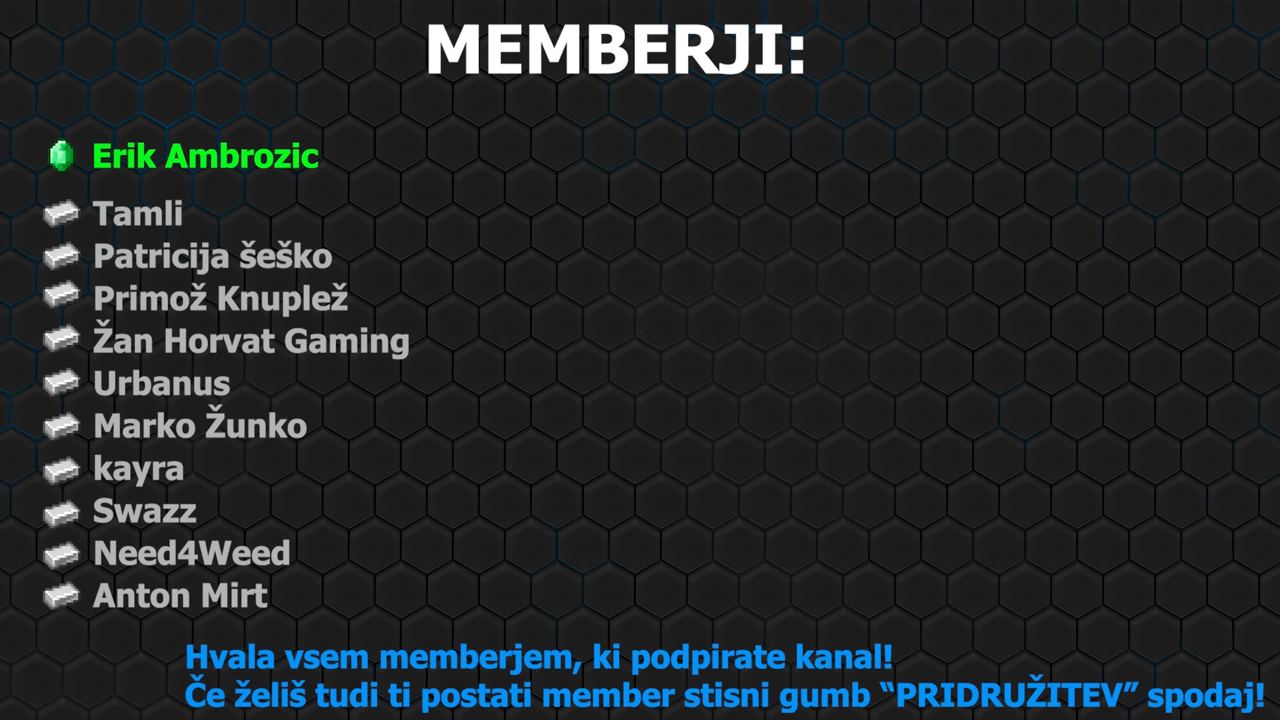 MEMBERJI:
Erik Ambrozic
Tamli
Patricija šeško
Primož Knuplež
Žan Horvat Gaming
Urbanus
Marko Žunko
kayra
Swazz
Need4Weed
Anton Mirt
Hvala vsem memberjem, ki podpirate kanal!
Če želiš tudi ti postati member stisni gumb “PRIDRUŽITEV” spodaj!